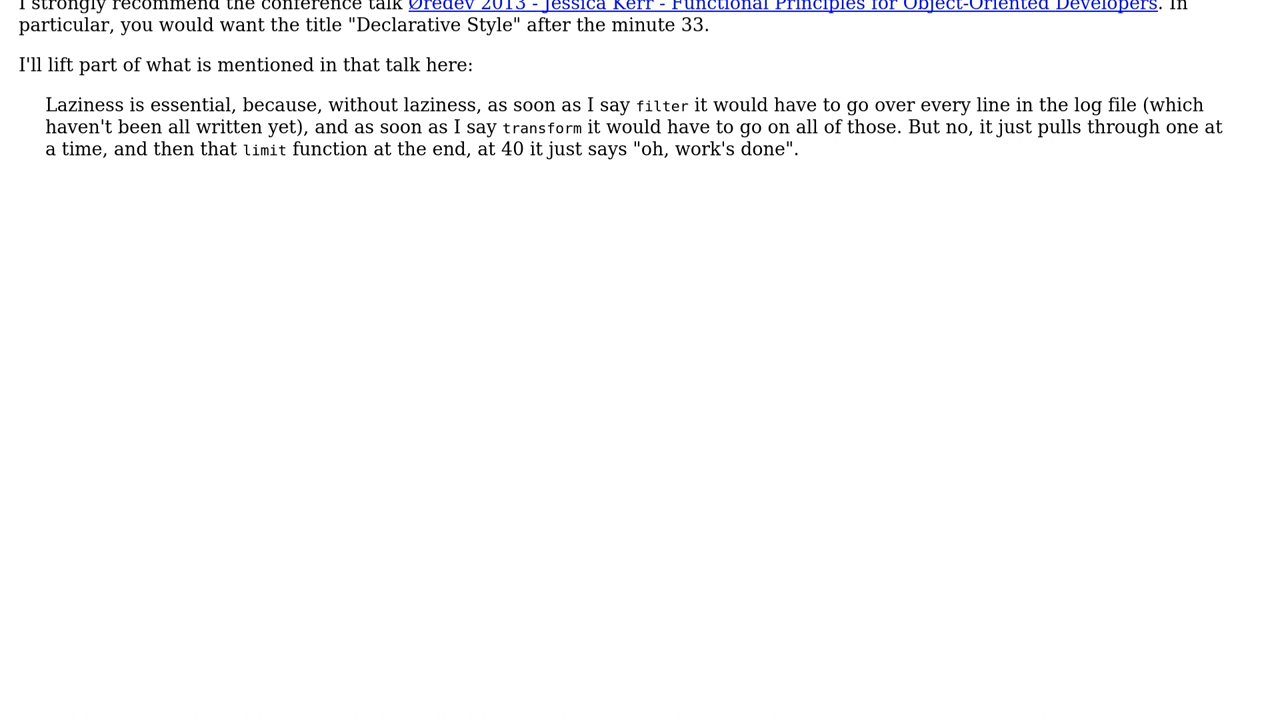 I strongly recommend the conference talk Øredev 2013 - Jessica Kerr - Functional Principles for Object-Oriented Developers. In
particular, you would want the title "Declarative Style" after the minute 33.
I'll lift part of what is mentioned in that talk here:
Laziness is essential, because, without laziness, as soon as I say filter it would have to go over every line in the log file (which
haven't been all written yet), and as soon as I say transform it would have to go on all of those. But no, it just pulls through one at
a time, and then that limit function at the end, at 40 it just says "oh, work's done".